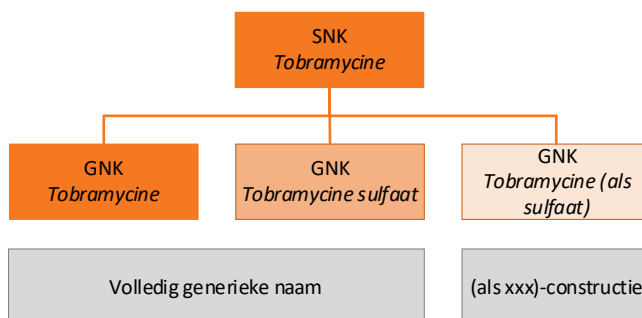 SNK
Tobramycine
GNK
Tobramycine
GNK
Tobramycine sulfaat
GNK
Tobramycine (als
sulfaat)
Volledig generieke naam
(als xxx)-constructie